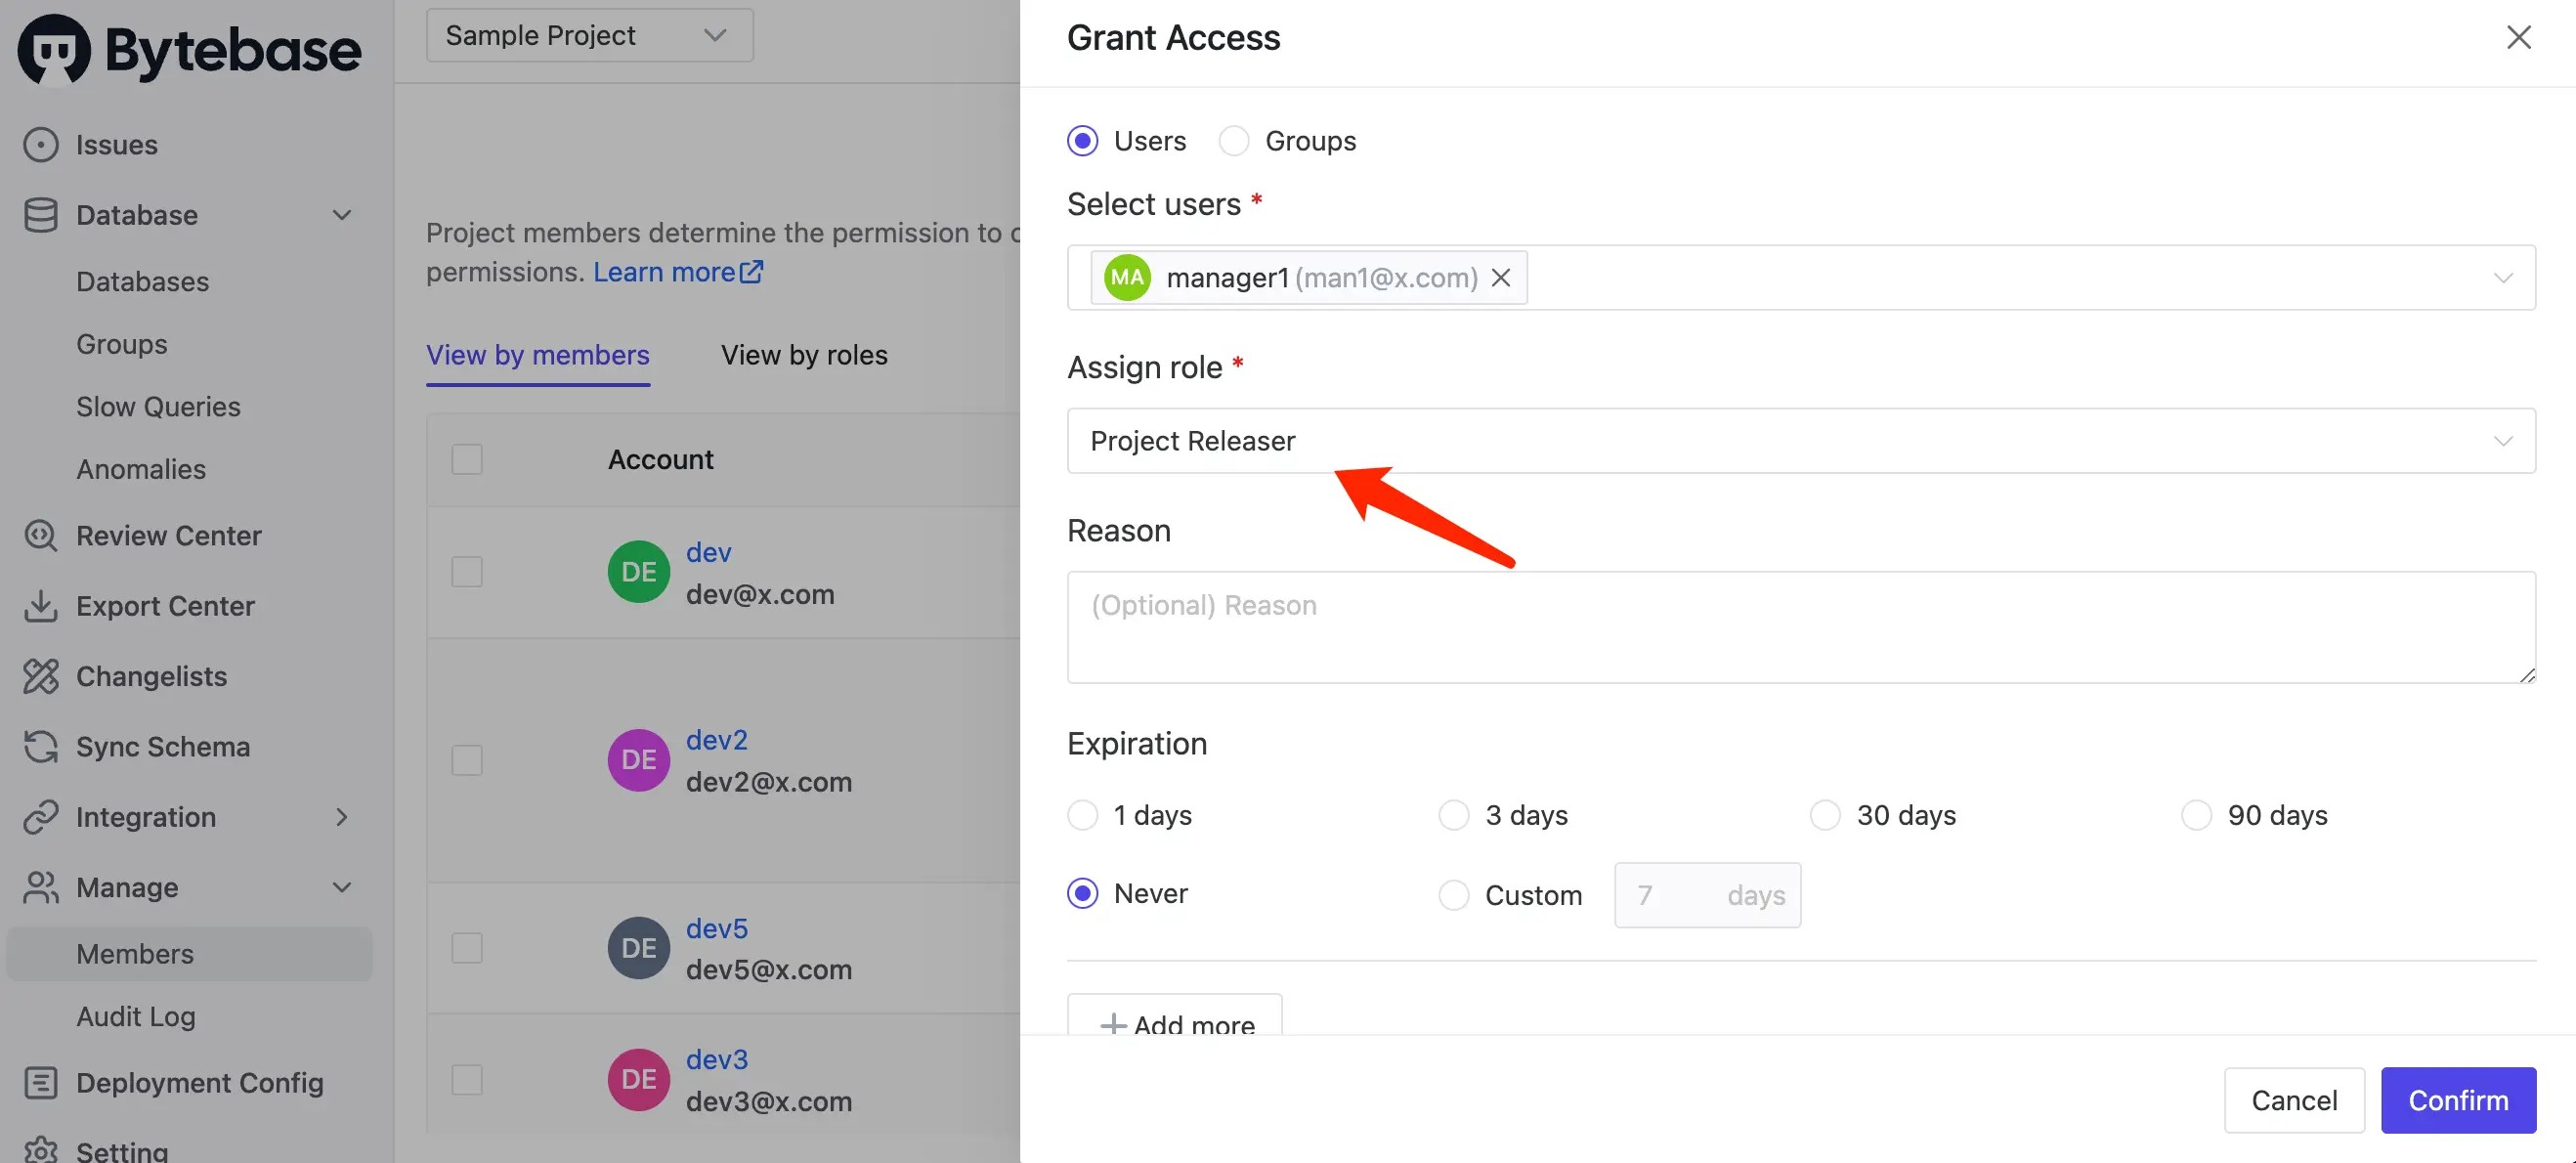 Bytebase
Issues
Database
Databases
Groups
Slow Queries
Anomalies
Review Center
Export Center
Changelists
Sync Schema
Integration
Manage
Members
Audit Log
Deployment Config
Setting
Sample Project
Project members determine the permission to
permissions. Learn more
View by members
View by roles
Account
DE
dev
dev@x.com
DE
dev2
dev2@x.com
DE
dev5
dev5@x.com
DE
dev3
dev3@x.com
Grant Access
Users
Groups
Select users *
MA manager1 (man1@x.com)
Assign role *
Project Releaser
Reason
(Optional) Reason
Expiration
1 days
3 days
30 days
90 days
Never
Custom
7 days
Add more
Cancel
Confirm